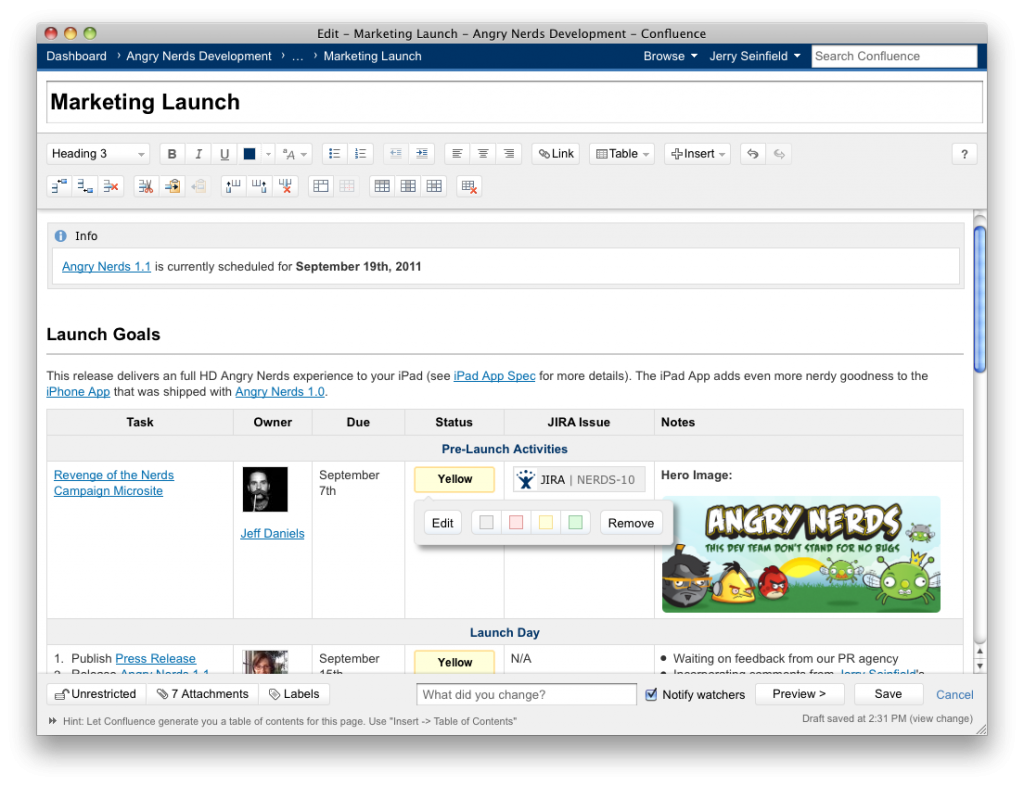 Edit – Marketing Launch – Angry Nerds Development – Confluence
Dashboard › Angry Nerds Development › ... › Marketing Launch Browse Jerry Seinfield Search Confluence
Marketing Launch
Heading 3 B I U ªA Link Table Insert ?
Info
Angry Nerds 1.1 is currently scheduled for September 19th, 2011
Launch Goals
This release delivers an full HD Angry Nerds experience to your iPad (see iPad App Spec for more details). The iPad App adds even more nerdy goodness to the
iPhone App that was shipped with Angry Nerds 1.0.
Task Owner Due Status JIRA Issue Notes
Pre-Launch Activities
Revenge of the Nerds
Campaign Microsite
Jeff Daniels
September
7th
Yellow
JIRA | NERDS-10
Edit Remove
Hero Image:
ANGRY NERDS
THIS DEV TEAM DON'T STAND FOR NO BUGS
Launch Day
1. Publish Press Release
2. Release Angry Nerds 1.1
September
15th
Yellow
N/A
• Waiting on feedback from our PR agency
• Incorporating comments from Jerry Seinfield's
Unrestricted 7 Attachments Labels What did you change? Notify watchers Preview > Save Cancel
Hint: Let Confluence generate you a table of contents for this page. Use "Insert -> Table of Contents" Draft saved at 2:31 PM (view change)